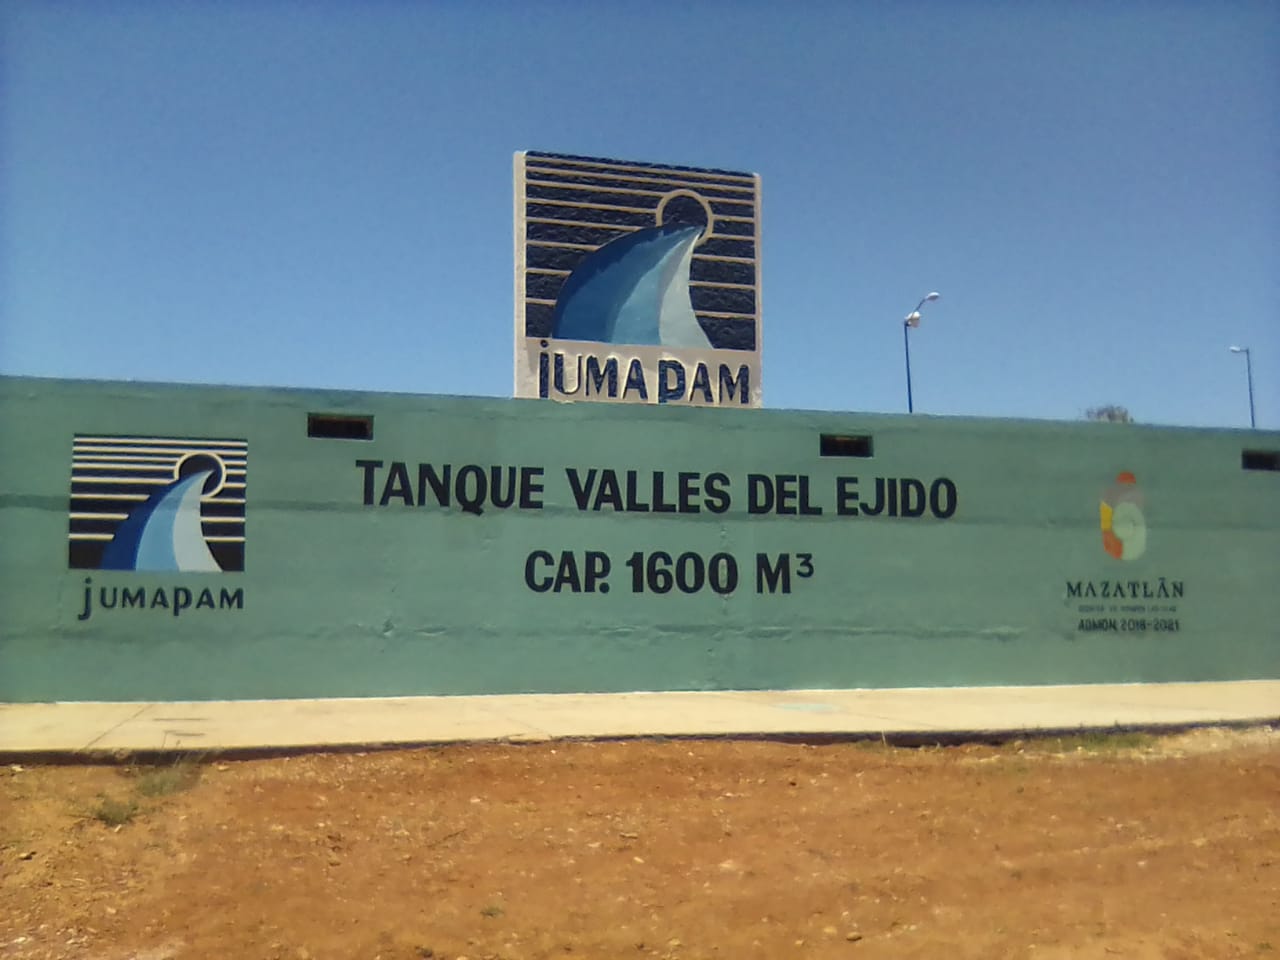 jUMAPAM
TANQUE VALLES DEL EJIDO
CAP. 1600 M³
jUMAPAM
MAZATLÁN
ADMON. 2018-2021